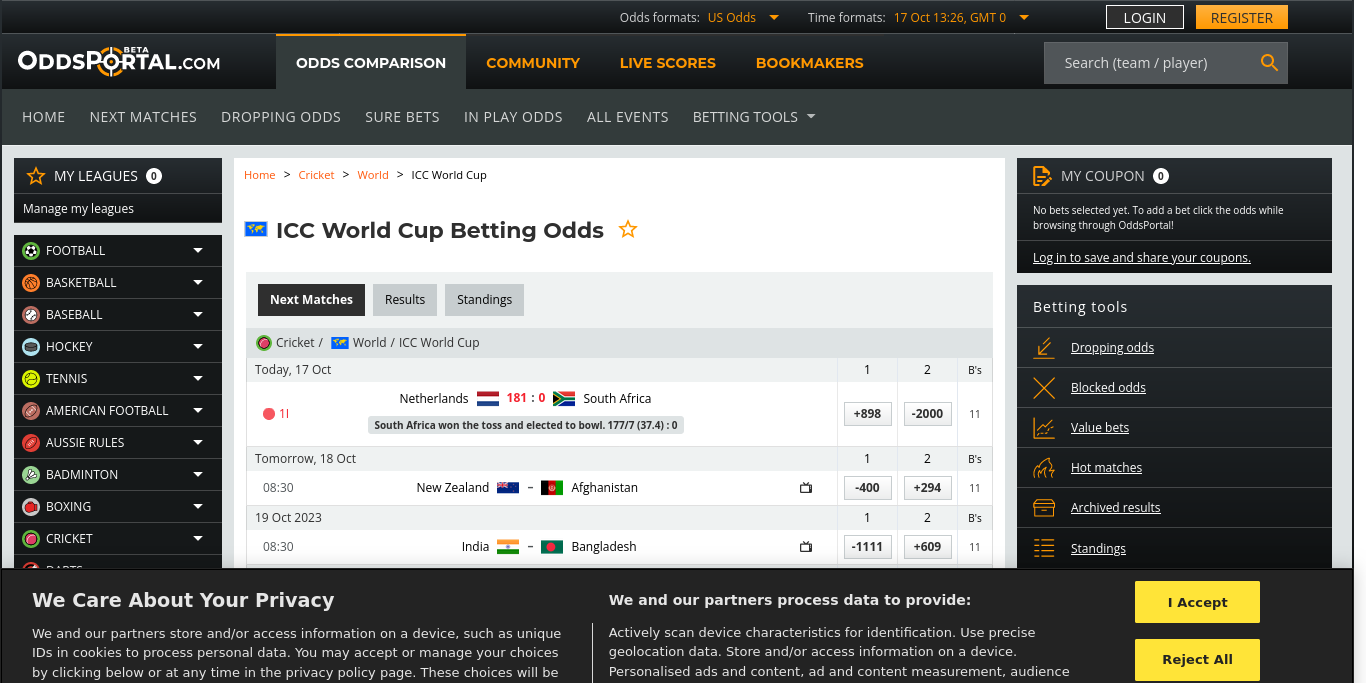 Odds formats: US Odds Time formats: 17 Oct 13:26, GMT 0 LOGIN REGISTER
ODDSPORTAL.COM BETA
ODDS COMPARISON COMMUNITY LIVE SCORES BOOKMAKERS Search (team / player)
HOME NEXT MATCHES DROPPING ODDS SURE BETS IN PLAY ODDS ALL EVENTS BETTING TOOLS
MY LEAGUES 0
Manage my leagues
FOOTBALL
BASKETBALL
BASEBALL
HOCKEY
TENNIS
AMERICAN FOOTBALL
AUSSIE RULES
BADMINTON
BOXING
CRICKET
DARTS
Home > Cricket > World > ICC World Cup
ICC World Cup Betting Odds
Next Matches Results Standings
Cricket / World / ICC World Cup
Today, 17 Oct 1 2 B's
Netherlands 181 : 0 South Africa
1I +898 -2000 11
South Africa won the toss and elected to bowl. 177/7 (37.4) : 0
Tomorrow, 18 Oct 1 2 B's
08:30 New Zealand – Afghanistan -400 +294 11
19 Oct 2023 1 2 B's
08:30 India – Bangladesh -1111 +609 11
MY COUPON 0
No bets selected yet. To add a bet click the odds while
browsing through OddsPortal!
Log in to save and share your coupons.
Betting tools
Dropping odds
Blocked odds
Value bets
Hot matches
Archived results
Standings
We Care About Your Privacy
We and our partners store and/or access information on a device, such as unique
IDs in cookies to process personal data. You may accept or manage your choices
by clicking below or at any time in the privacy policy page. These choices will be
We and our partners process data to provide:
Actively scan device characteristics for identification. Use precise
geolocation data. Store and/or access information on a device.
Personalised ads and content, ad and content measurement, audience
I Accept
Reject All